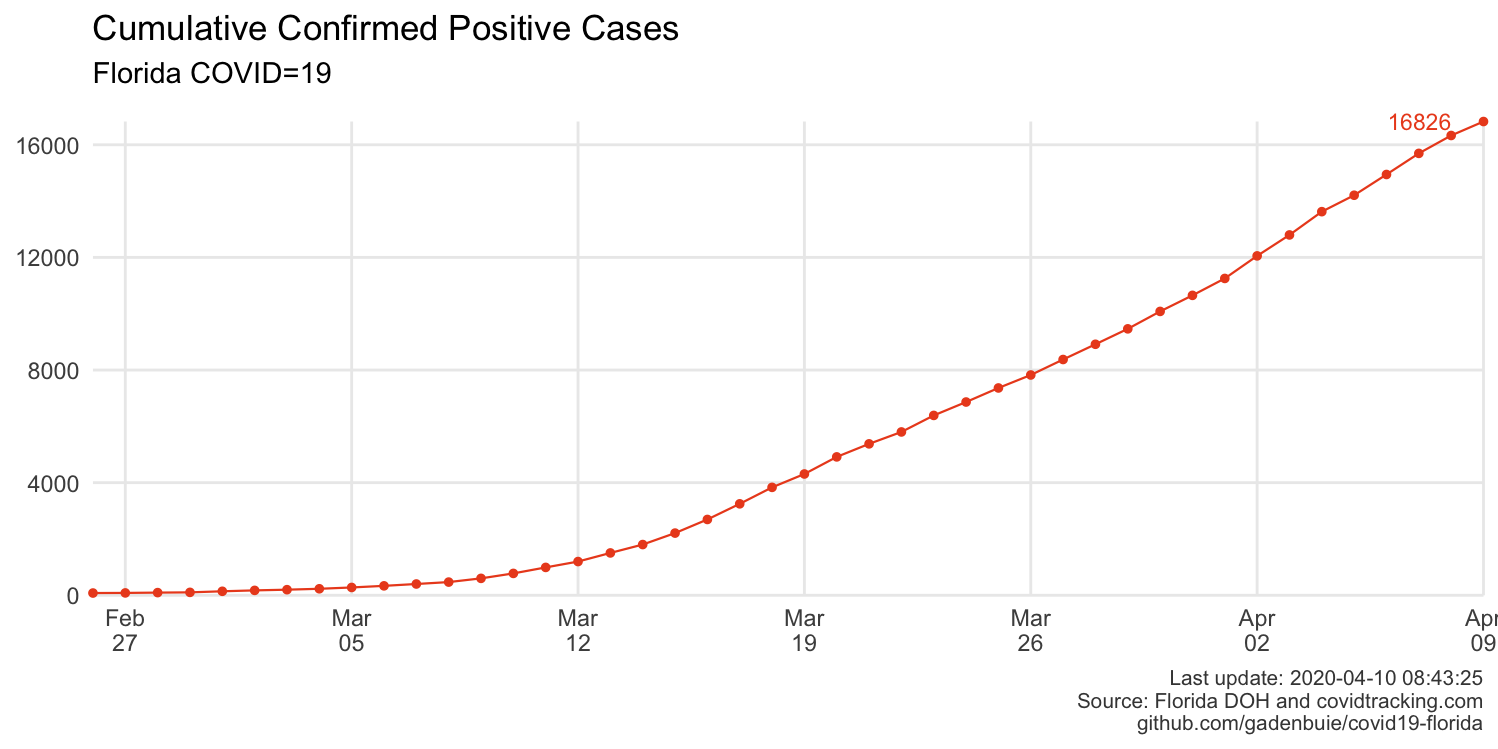 Cumulative Confirmed Positive Cases
Florida COVID=19
16826
16000
12000
8000
4000
0
Feb Mar Mar Mar Mar Apr Apr
27 05 12 19 26 02 09
Last update: 2020-04-10 08:43:25
Source: Florida DOH and covidtracking.com
github.com/gadenbuie/covid19-florida